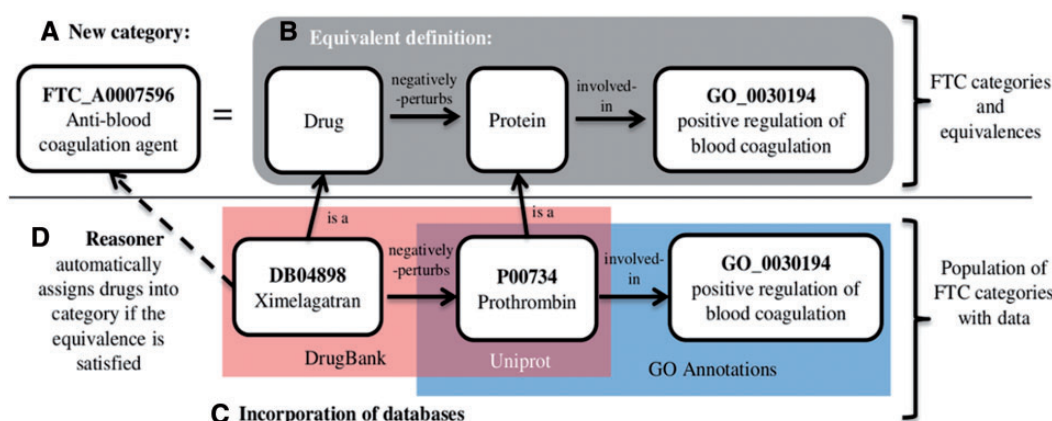 A New category:
FTC_A0007596
Anti-blood
coagulation agent
=
B Equivalent definition:
Drug
negatively
-perturbs
Protein
involved-
in
GO_0030194
positive regulation of
blood coagulation
FTC categories
and
equivalences
is a
is a
D Reasoner
automatically
assigns drugs into
category if the
equivalence is
satisfied
DB04898
Ximelagatran
negatively
-perturbs
P00734
Prothrombin
involved-
in
GO_0030194
positive regulation of
blood coagulation
DrugBank
Uniprot
GO Annotations
Population of
FTC categories
with data
C Incorporation of databases